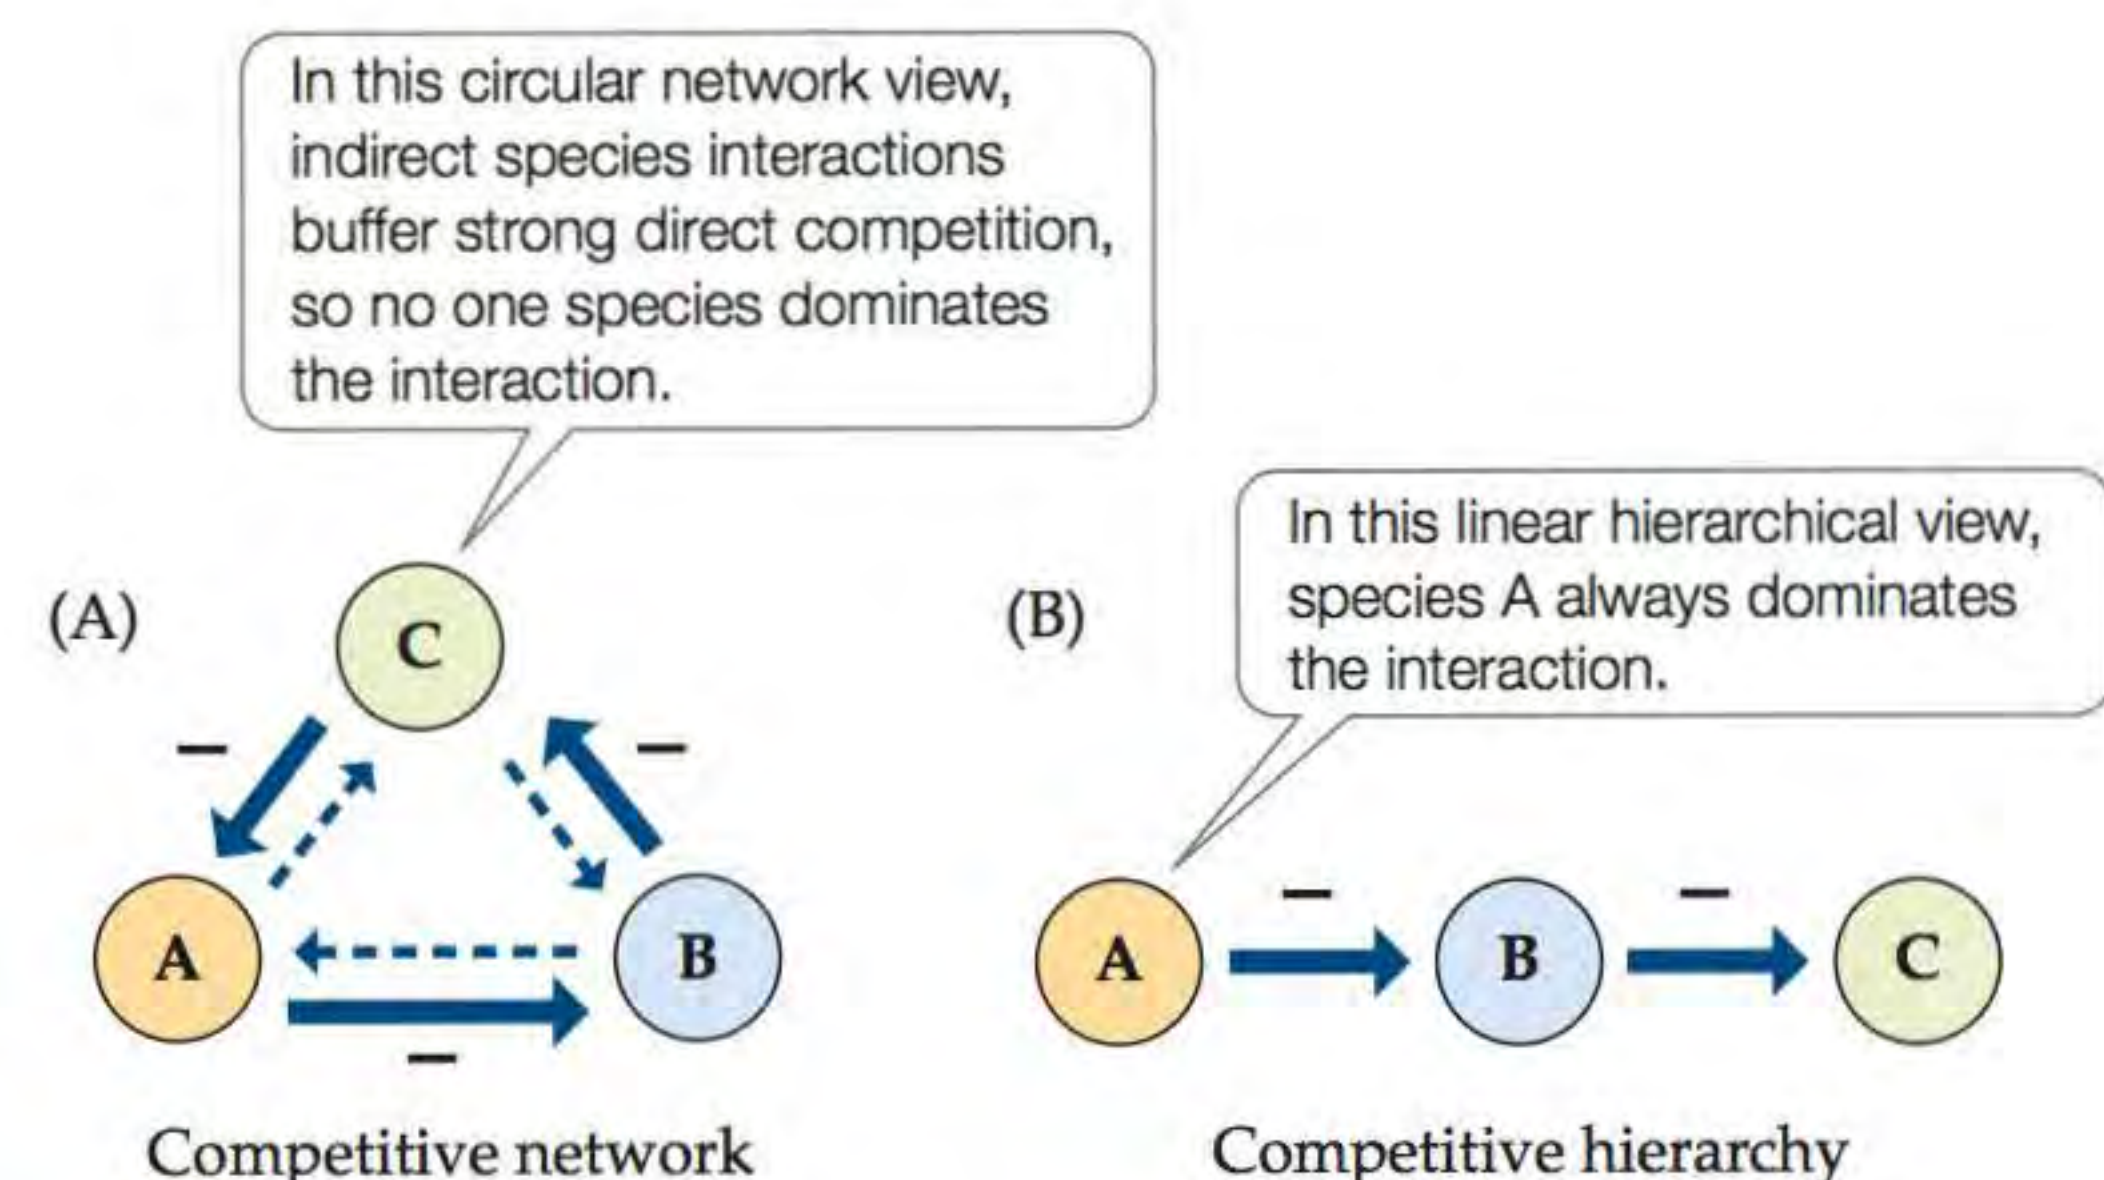 In this circular network view,
indirect species interactions
buffer strong direct competition,
so no one species dominates
the interaction.
In this linear hierarchical view,
species A always dominates
the interaction.
(A)
C
–
–
A
B
–
Competitive network
(B)
A
–
B
–
C
Competitive hierarchy